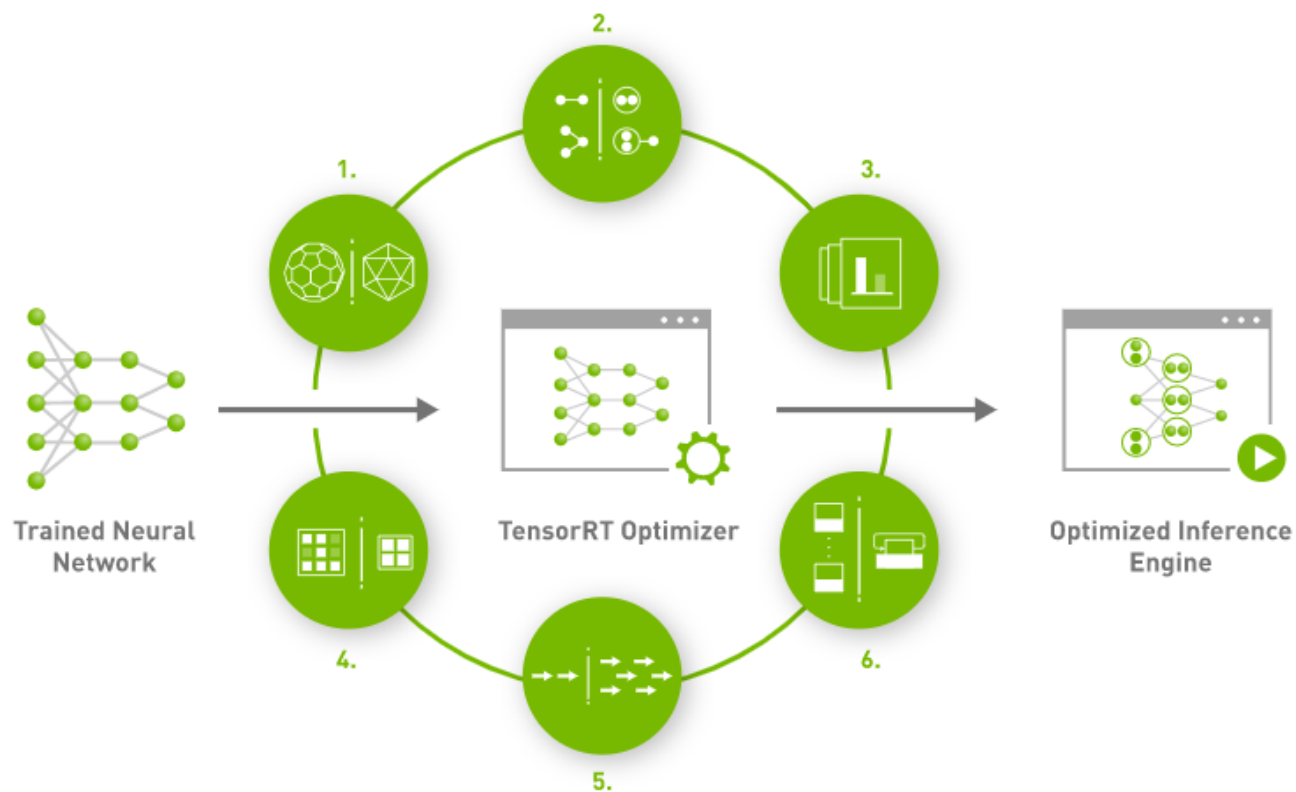 2.
1.
3.
Trained Neural
Network
TensorRT Optimizer
Optimized Inference
Engine
4.
6.
5.